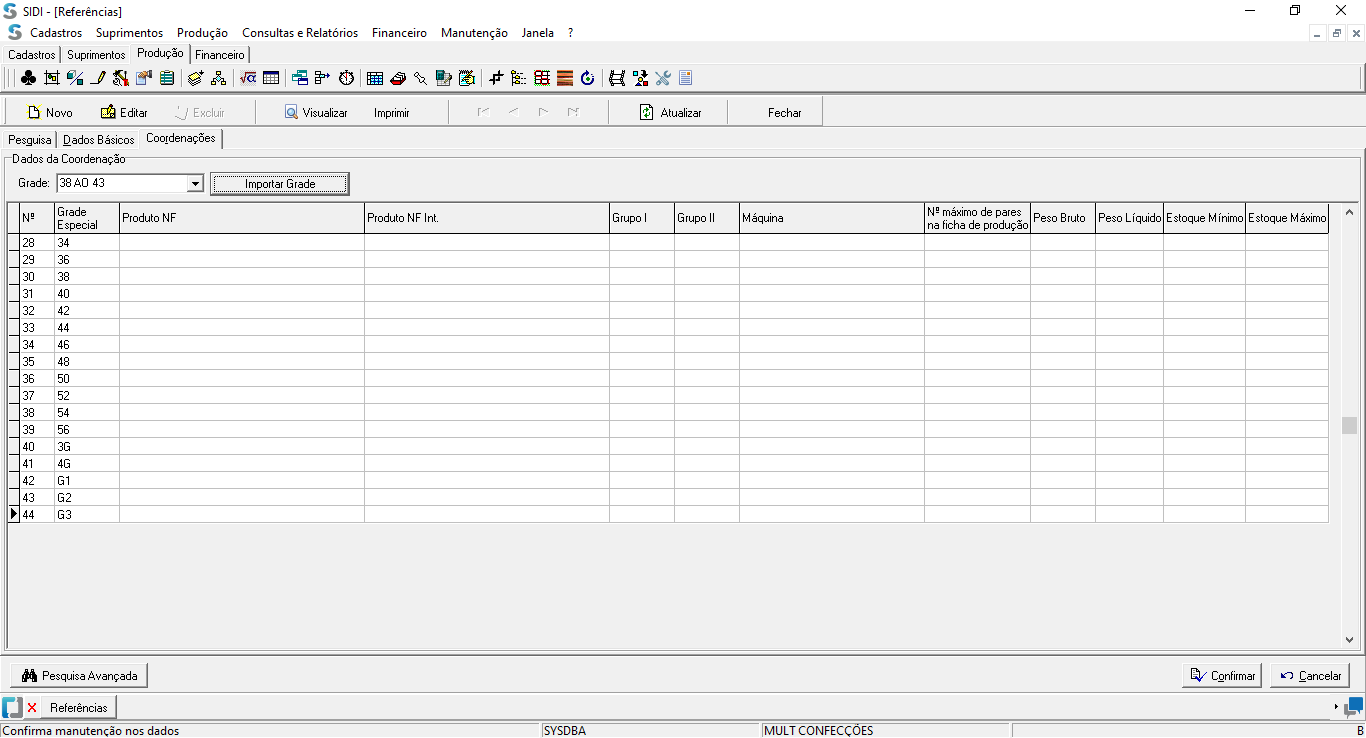 SIDI - [Referências]
Cadastros Suprimentos Produção Consultas e Relatórios Financeiro Manutenção Janela ?
Cadastros Suprimentos Produção Financeiro
Novo Editar Excluir Visualizar Imprimir Atualizar Fechar
Pesquisa Dados Básicos Coordenações
Dados da Coordenação
Grade: 38 AO 43 Importar Grade
Nº Grade Especial Produto NF Produto NF Int. Grupo I Grupo II Máquina Nº máximo de pares na ficha de produção Peso Bruto Peso Líquido Estoque Mínimo Estoque Máximo
28 34
29 36
30 38
31 40
32 42
33 44
34 46
35 48
36 50
37 52
38 54
39 56
40 3G
41 4G
42 G1
43 G2
44 G3
Pesquisa Avançada Confirmar Cancelar
Referências
Confirma manutenção nos dados SYSDBA MULT CONFECÇÕES B